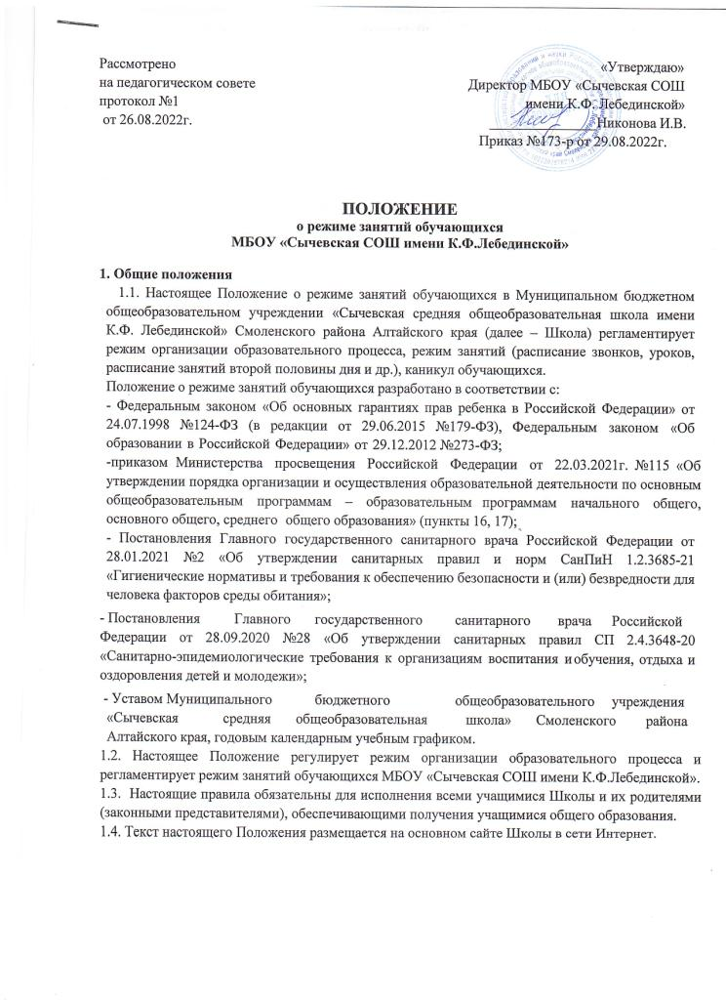 Рассмотрено
на педагогическом совете
протокол №1
от 26.08.2022г.
«Утверждаю»
Директор МБОУ «Сычевская СОШ
имени К.Ф. Лебединской»
Никонова И.В.
Приказ №173-р от 29.08.2022г.
ПОЛОЖЕНИЕ
о режиме занятий обучающихся
МБОУ «Сычевская СОШ имени К.Ф.Лебединской»
1. Общие положения
1.1. Настоящее Положение о режиме занятий обучающихся в Муниципальном бюджетном
общеобразовательном учреждении «Сычевская средняя общеобразовательная школа имени
К.Ф. Лебединской» Смоленского района Алтайского края (далее – Школа) регламентирует
режим организации образовательного процесса, режим занятий (расписание звонков, уроков,
расписание занятий второй половины дня и др.), каникул обучающихся.
Положение о режиме занятий обучающихся разработано в соответствии с:
- Федеральным законом «Об основных гарантиях прав ребенка в Российской Федерации» от
24.07.1998 №124-ФЗ (в редакции от 29.06.2015 №179-ФЗ), Федеральным законом «Об
образовании в Российской Федерации» от 29.12.2012 №273-ФЗ;
-приказом Министерства просвещения Российской Федерации от 22.03.2021г. №115 «Об
утверждении порядка организации и осуществления образовательной деятельности по основным
общеобразовательным программам – образовательным программам начального общего,
основного общего, среднего общего образования» (пункты 16, 17);
- Постановления Главного государственного санитарного врача Российской Федерации от
28.01.2021 №2 «Об утверждении санитарных правил и норм СанПиН 1.2.3685-21
«Гигиенические нормативы и требования к обеспечению безопасности и (или) безвредности для
человека факторов среды обитания»;
- Постановления Главного государственного санитарного врача Российской
Федерации от 28.09.2020 №28 «Об утверждении санитарных правил СП 2.4.3648-20
«Санитарно-эпидемиологические требования к организациям воспитания и обучения, отдыха и
оздоровления детей и молодежи»;
- Уставом Муниципального бюджетного общеобразовательного учреждения
«Сычевская средняя общеобразовательная школа» Смоленского района
Алтайского края, годовым календарным учебным графиком.
1.2. Настоящее Положение регулирует режим организации образовательного процесса и
регламентирует режим занятий обучающихся МБОУ «Сычевская СОШ имени К.Ф.Лебединской».
1.3. Настоящие правила обязательны для исполнения всеми учащимися Школы и их родителями
(законными представителями), обеспечивающими получения учащимися общего образования.
1.4. Текст настоящего Положения размещается на основном сайте Школы в сети Интернет.